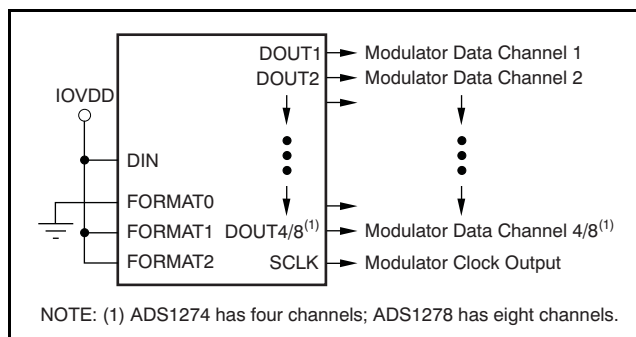 DOUT1 Modulator Data Channel 1
DOUT2 Modulator Data Channel 2
IOVDD
DIN
FORMAT0
FORMAT1 DOUT4/8(1) Modulator Data Channel 4/8(1)
FORMAT2 SCLK Modulator Clock Output
NOTE: (1) ADS1274 has four channels; ADS1278 has eight channels.